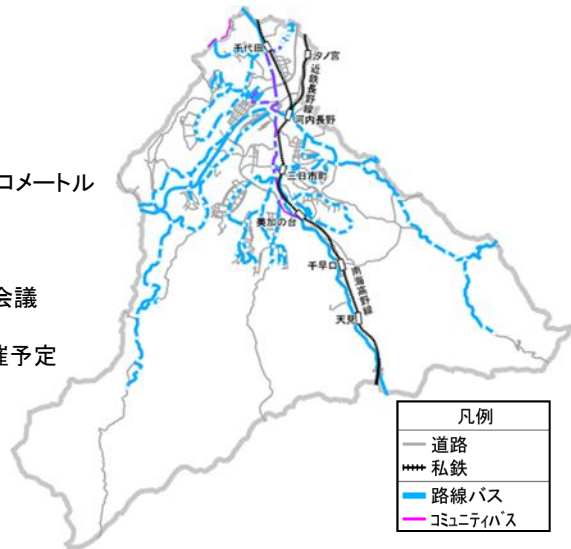 千代田
汐ノ宮
近鉄長野線
河内長野
コメートル
三日市町
美加の台
千早口
南海高野線
会議
天見
催予定
凡例
道路
私鉄
路線バス
コミュニティバス